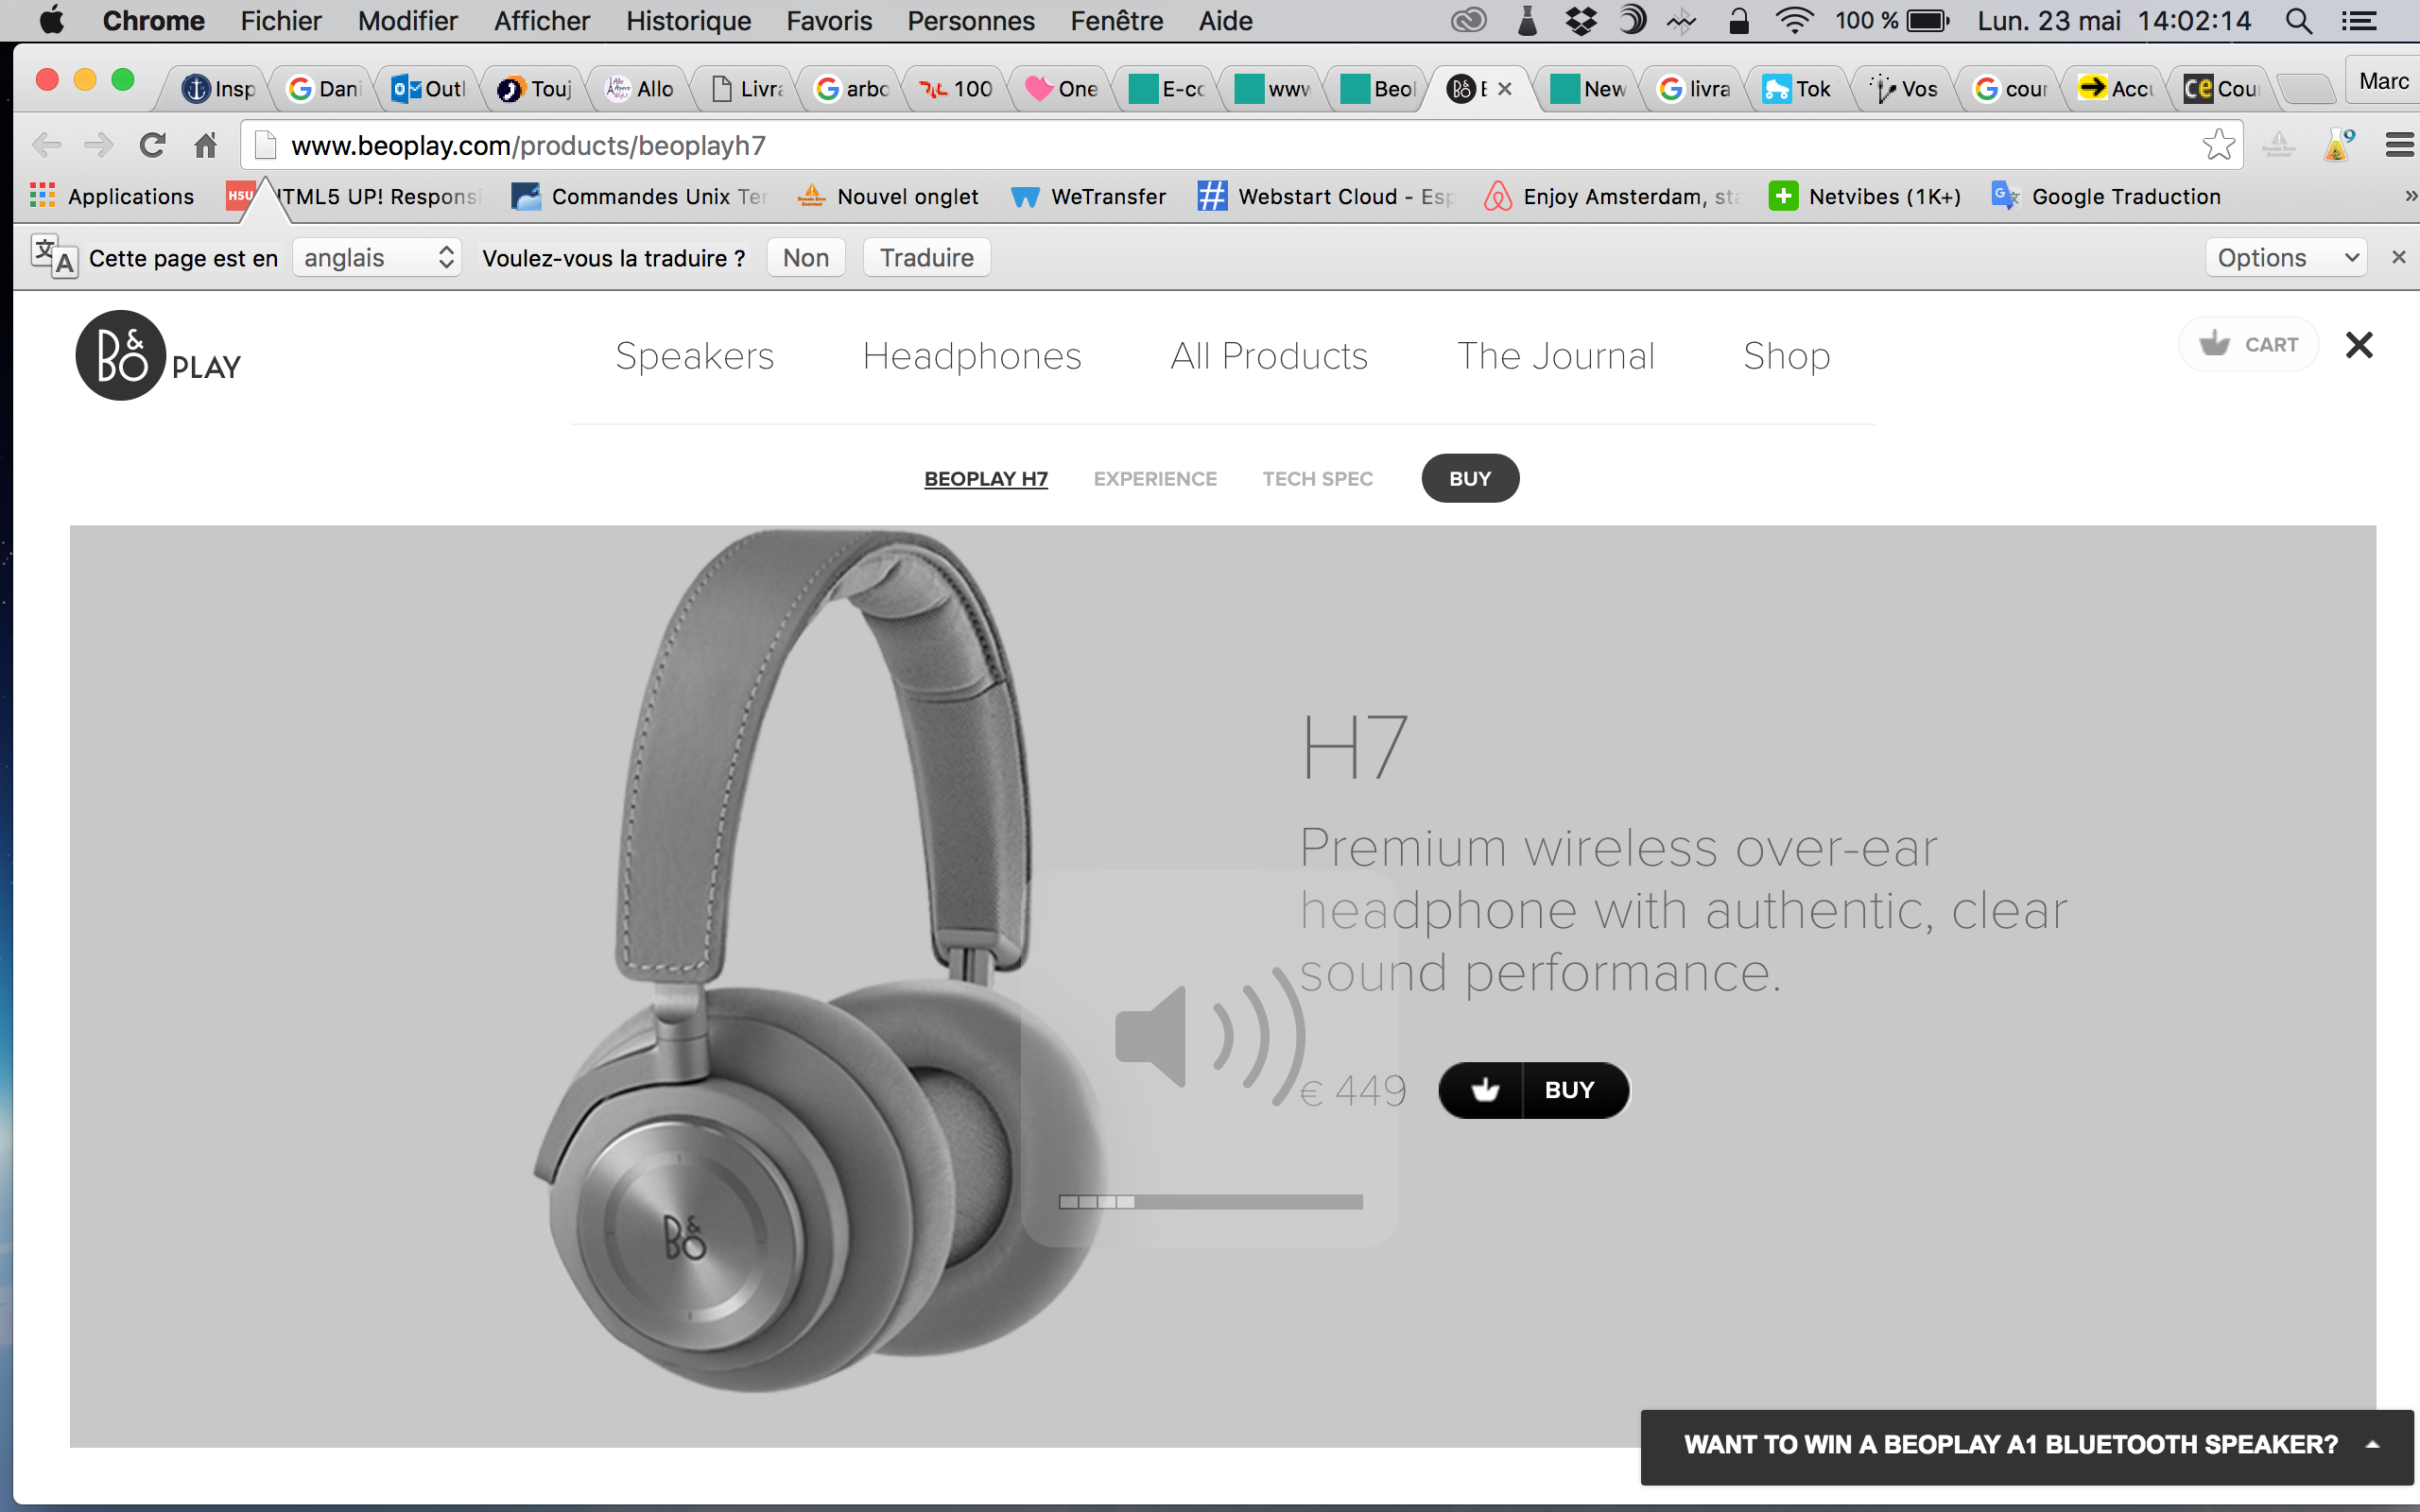 Chrome Fichier Modifier Afficher Historique Favoris Personnes Fenêtre Aide 100 % Lun. 23 mai 14:02:14
Insp Dani Outl Touj Allo Livra arbo 100 One E-co www Beo New livra Tok Vos cour Accu ce Cou Marc
www.beoplay.com/products/beoplayh7
Applications H5U HTML5 UP! Responsi Commandes Unix Ter Nouvel onglet WeTransfer Webstart Cloud - Esp Enjoy Amsterdam, sta Netvibes (1K+) Google Traduction »
Cette page est en anglais Voulez-vous la traduire ? Non Traduire Options
B&O PLAY Speakers Headphones All Products The Journal Shop CART
BEOPLAY H7 EXPERIENCE TECH SPEC BUY
H7
Premium wireless over-ear
headphone with authentic, clear
sound performance.
€ 449 BUY
B&O
WANT TO WIN A BEOPLAY A1 BLUETOOTH SPEAKER?